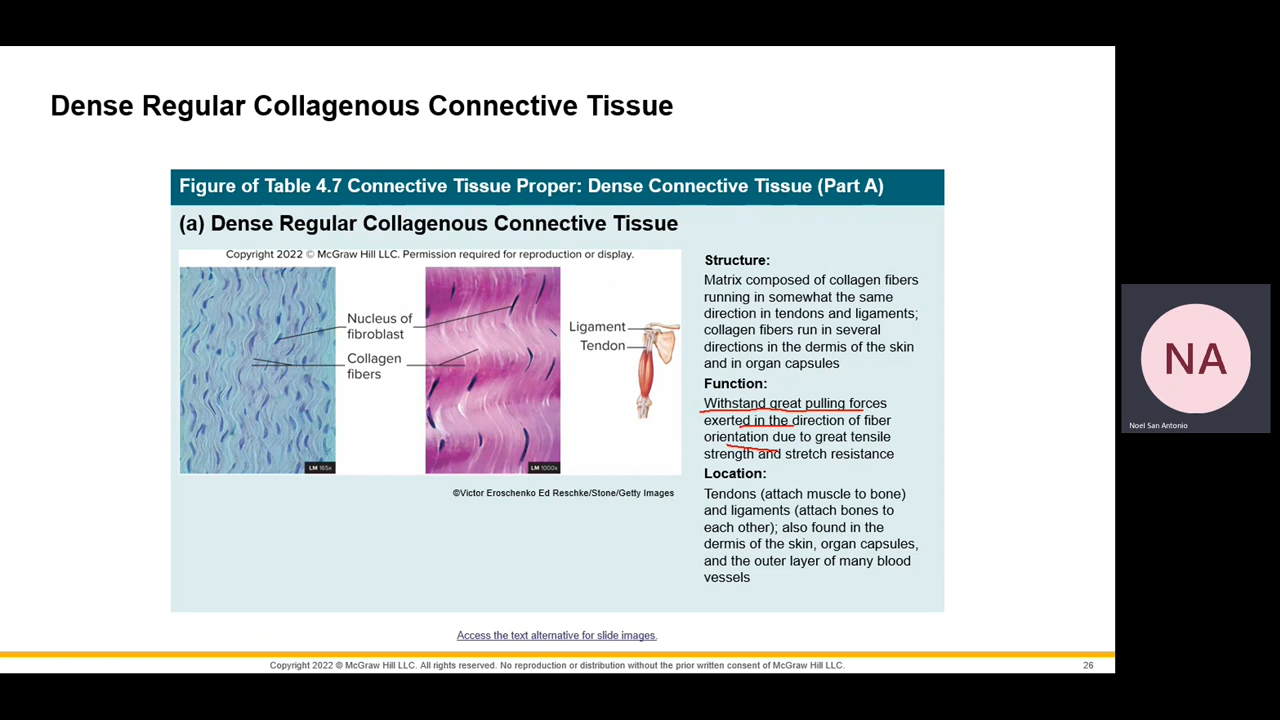 Dense Regular Collagenous Connective Tissue
Figure of Table 4.7 Connective Tissue Proper: Dense Connective Tissue (Part A)
(a) Dense Regular Collagenous Connective Tissue
Copyright 2022 © McGraw Hill LLC. Permission required for reproduction or display.
Nucleus of
fibroblast
Collagen
fibers
Ligament
Tendon
LM 165x
LM 1000x
©Victor Eroschenko Ed Reschke/Stone/Getty Images
Structure:
Matrix composed of collagen fibers
running in somewhat the same
direction in tendons and ligaments;
collagen fibers run in several
directions in the dermis of the skin
and in organ capsules
Function:
Withstand great pulling forces
exerted in the direction of fiber
orientation due to great tensile
strength and stretch resistance
Location:
Tendons (attach muscle to bone)
and ligaments (attach bones to
each other); also found in the
dermis of the skin, organ capsules,
and the outer layer of many blood
vessels
Access the text alternative for slide images.
Copyright 2022 © McGraw Hill LLC. All rights reserved. No reproduction or distribution without the prior written consent of McGraw Hill LLC.
26
NA
Noel San Antonio